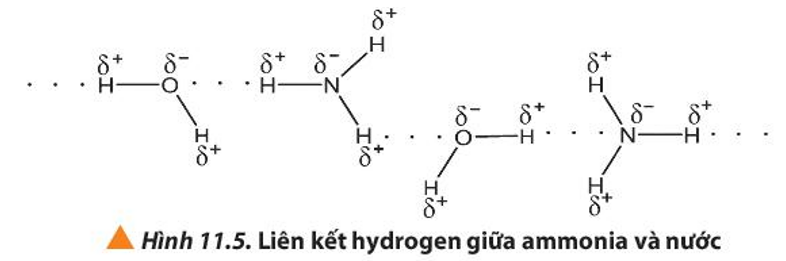 δ+
H
δ+ δ− δ+ δ− δ+
· · · H—O · · · H—N H
H H · · · O—H · · · N—H · · ·
δ+ δ+ δ− δ+ δ− δ+
H H
δ+ δ+
Hình 11.5. Liên kết hydrogen giữa ammonia và nước